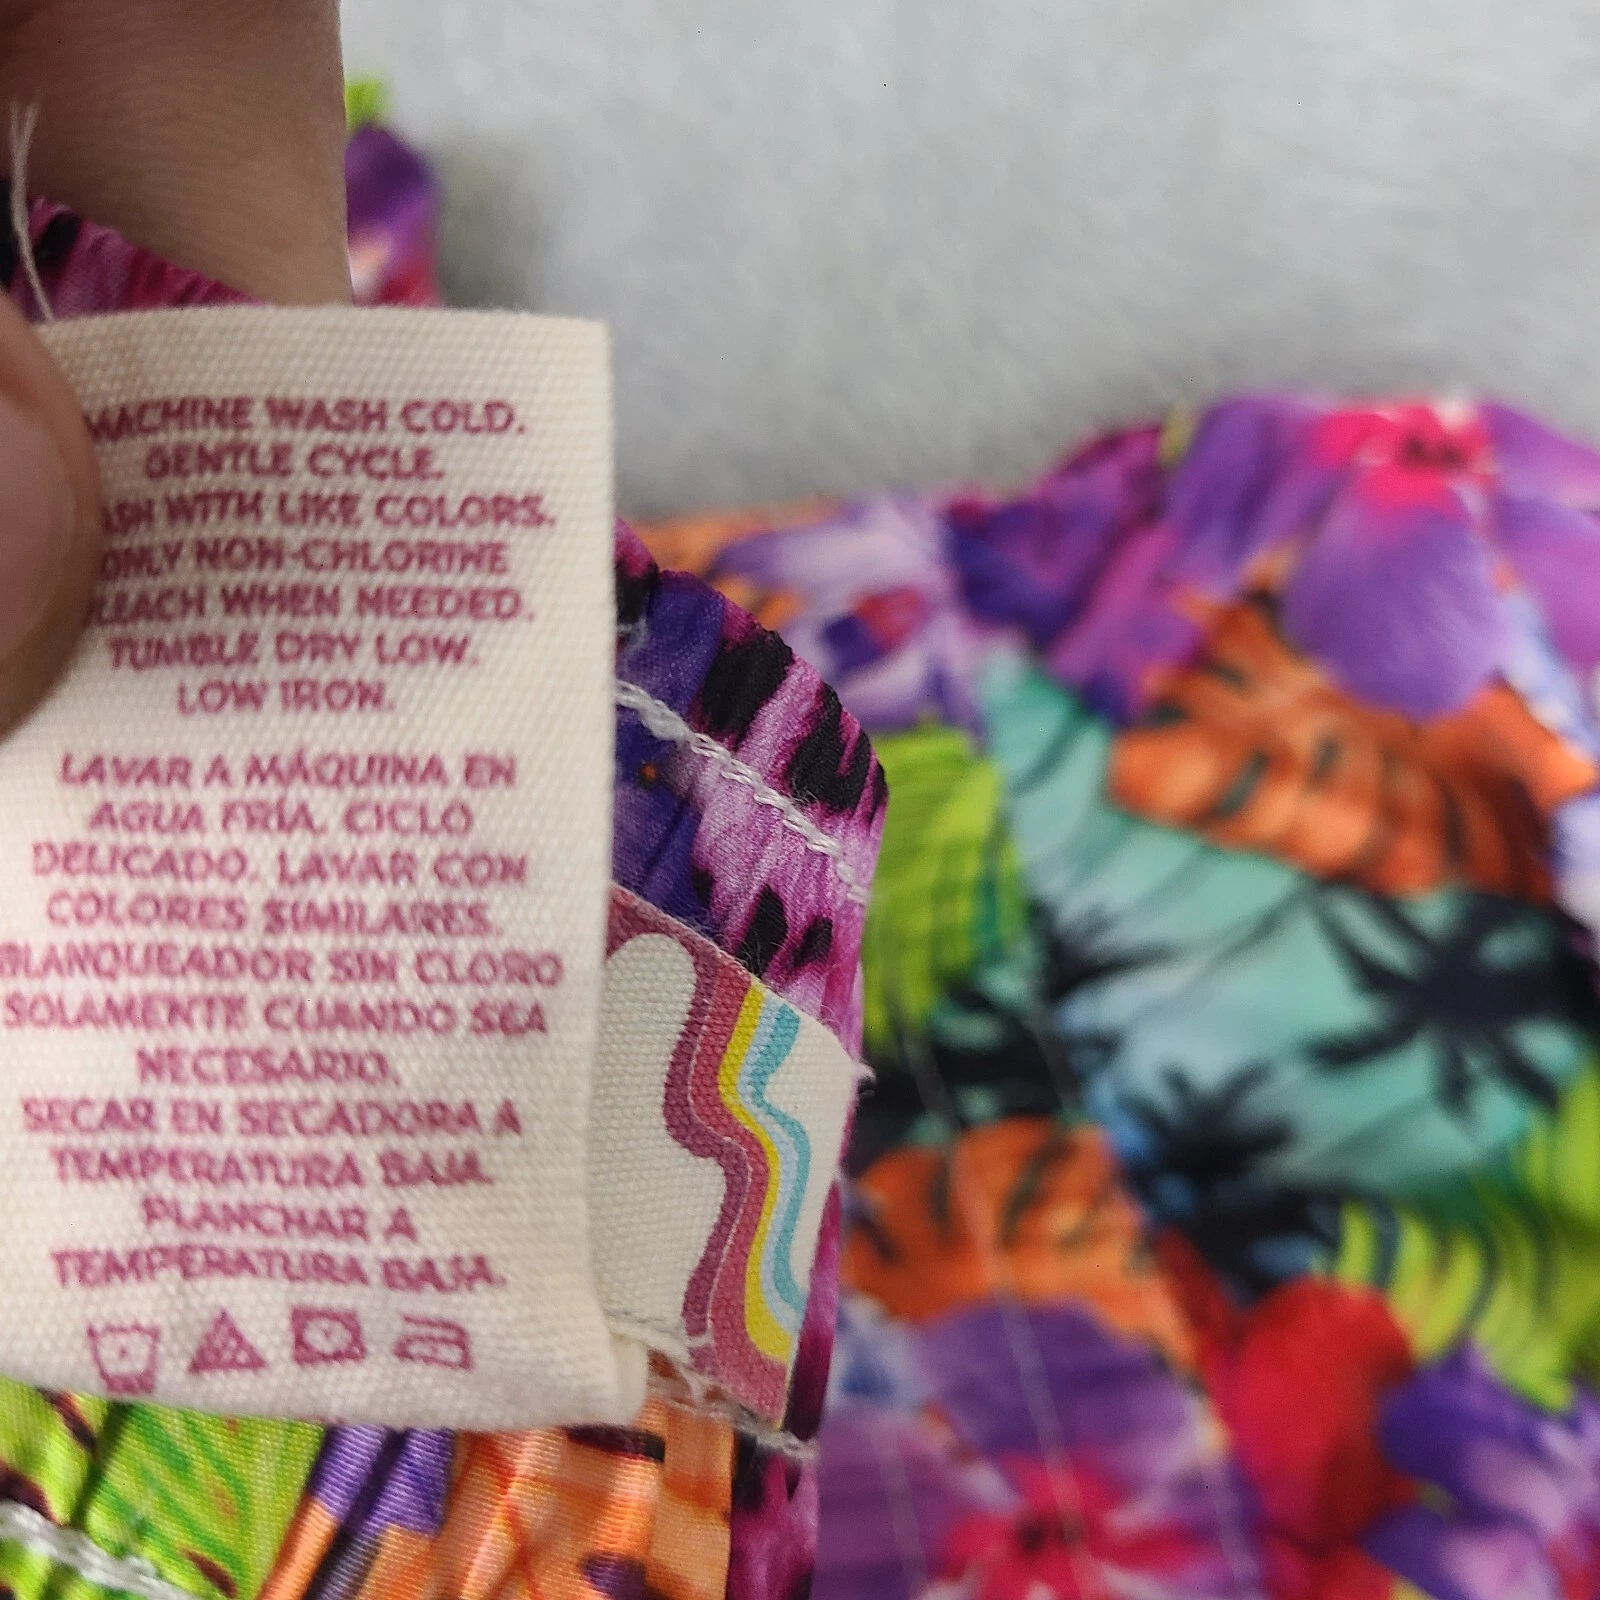 MACHINE WASH COLD.
GENTLE CYCLE.
WASH WITH LIKE COLORS.
ONLY NON-CHLORINE
BLEACH WHEN NEEDED.
TUMBLE DRY LOW.
LOW IRON.
LAVAR A MÁQUINA EN
AGUA FRÍA. CICLO
DELICADO. LAVAR CON
COLORES SIMILARES.
BLANQUEADOR SIN CLORO
SOLAMENTE CUANDO SEA
NECESARIO.
SECAR EN SECADORA A
TEMPERATURA BAJA.
PLANCHAR A
TEMPERATURA BAJA.